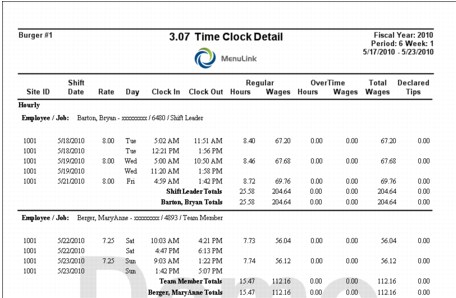 Burger #1 3.07 Time Clock Detail Fiscal Year: 2010
Period: 6 Week: 1
MenuLink 5/17/2010 - 5/23/2010
Shift Regular OverTime Total Declared
Site ID Date Rate Day Clock In Clock Out Hours Wages Hours Wages Wages Tips
Hourly
Employee / Job: Barton, Bryan - xxxxxxxxx / 6480 / Shift Leader
1001 5/18/2010 8.00 Tue 5:02 AM 11:51 AM 8.40 67.20 0.00 0.00 67.20 0.00
1001 5/18/2010 Tue 12:21 PM 1:56 PM
1001 5/19/2010 8.00 Wed 5:00 AM 10:50 AM 8.46 67.68 0.00 0.00 67.68 0.00
1001 5/19/2010 Wed 11:20 AM 1:58 PM
1001 5/21/2010 8.00 Fri 4:59 AM 1:42 PM 8.72 69.76 0.00 0.00 69.76 0.00
Shift Leader Totals 25.58 204.64 0.00 0.00 204.64 0.00
Barton, Bryan Totals 25.58 204.64 0.00 0.00 204.64 0.00
Employee / Job: Berger, MaryAnne - xxxxxxxxx / 4893 / Team Member
1001 5/22/2010 7.25 Sat 10:03 AM 4:21 PM 7.73 56.04 0.00 0.00 56.04 0.00
1001 5/22/2010 Sat 4:47 PM 6:13 PM
1001 5/23/2010 7.25 Sun 9:03 AM 1:22 PM 7.74 56.12 0.00 0.00 56.12 0.00
1001 5/23/2010 Sun 1:42 PM 5:07 PM
Team Member Totals 15.47 112.16 0.00 0.00 112.16 0.00
Berger, MaryAnne Totals 15.47 112.16 0.00 0.00 112.16 0.00